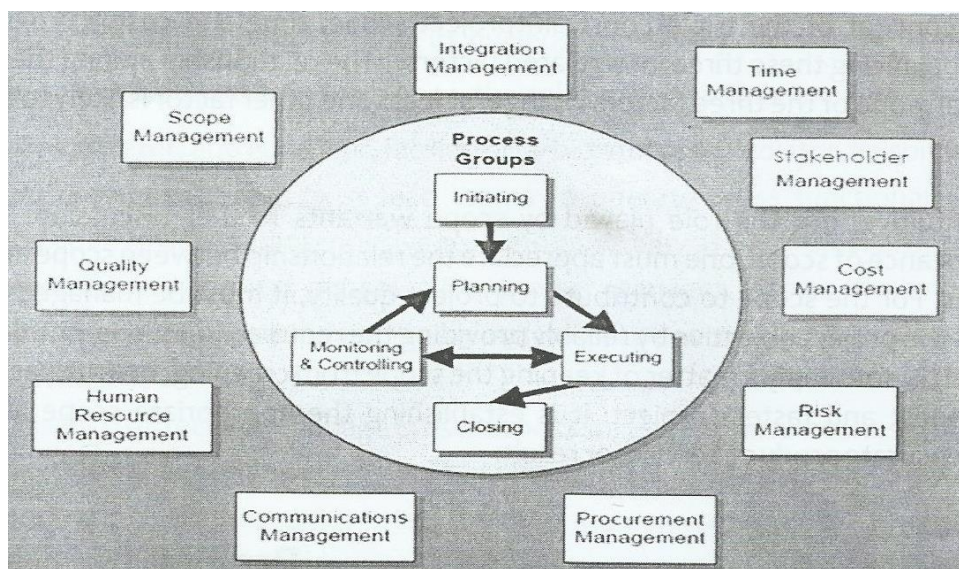 Integration
Management
Time
Management
Scope
Management
Process
Groups
Stakeholder
Management
Initiating
Quality
Management
Planning
Cost
Management
Monitoring
& Controlling
Executing
Human
Resource
Management
Closing
Risk
Management
Communications
Management
Procurement
Management